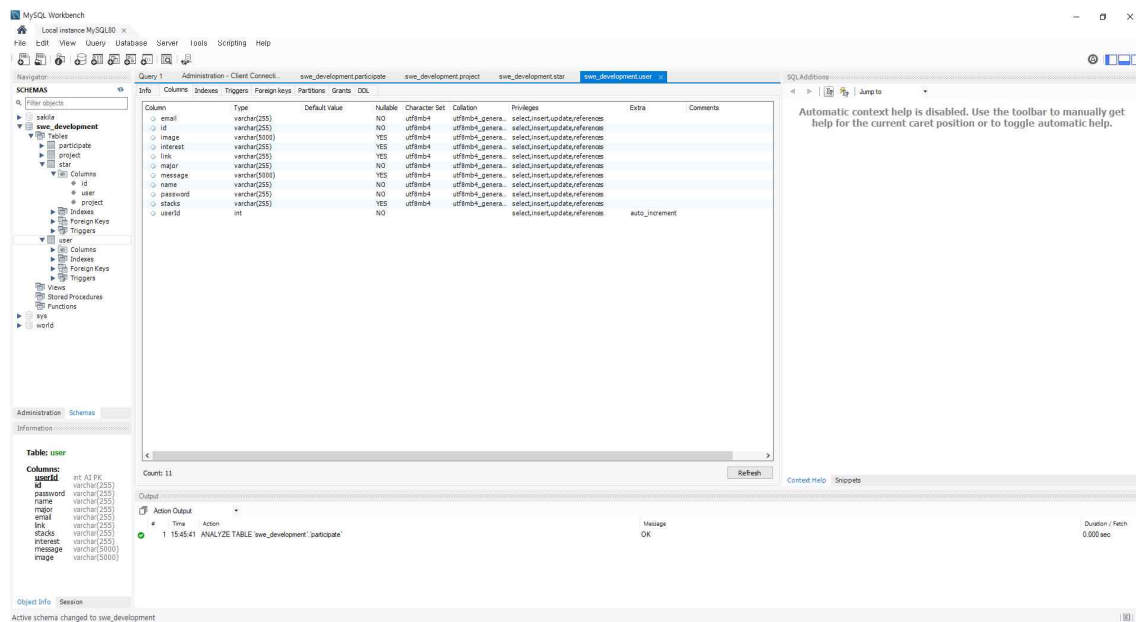 MySQL Workbench
Local instance MySQL80 ×
File Edit View Query Database Server Tools Scripting Help
Navigator
SCHEMAS
Filter objects
sakila
swe_development
Tables
participate
project
star
Columns
id
user
project
Indexes
Foreign Keys
Triggers
user
Columns
Indexes
Foreign Keys
Triggers
Views
Stored Procedures
Functions
sys
world
Administration Schemas
Information
Table: user
Columns:
userId int AI PK
id varchar(255)
password varchar(255)
name varchar(255)
major varchar(255)
email varchar(255)
link varchar(255)
stacks varchar(255)
interest varchar(255)
message varchar(5000)
image varchar(5000)
Object Info Session
Query 1 Administration - Client Connecti... swe_development.participate swe_development.project swe_development.star swe_development.user ×
Info Columns Indexes Triggers Foreign keys Partitions Grants DDL
Column Type Default Value Nullable Character Set Collation Privileges Extra Comments
email varchar(255) NO utf8mb4 utf8mb4_genera... select,insert,update,references
id varchar(255) NO utf8mb4 utf8mb4_genera... select,insert,update,references
image varchar(5000) YES utf8mb4 utf8mb4_genera... select,insert,update,references
interest varchar(255) YES utf8mb4 utf8mb4_genera... select,insert,update,references
link varchar(255) YES utf8mb4 utf8mb4_genera... select,insert,update,references
major varchar(255) NO utf8mb4 utf8mb4_genera... select,insert,update,references
message varchar(5000) YES utf8mb4 utf8mb4_genera... select,insert,update,references
name varchar(255) NO utf8mb4 utf8mb4_genera... select,insert,update,references
password varchar(255) NO utf8mb4 utf8mb4_genera... select,insert,update,references
stacks varchar(255) YES utf8mb4 utf8mb4_genera... select,insert,update,references
userId int NO select,insert,update,references auto_increment
Count: 11
Refresh
Output
Action Output
# Time Action Message Duration / Fetch
1 15:45:41 ANALYZE TABLE `swe_development`.`participate` OK 0.000 sec
SQLAdditions
Jump to
Automatic context help is disabled. Use the toolbar to manually get
help for the current caret position or to toggle automatic help.
Context Help Snippets
Active schema changed to swe_development